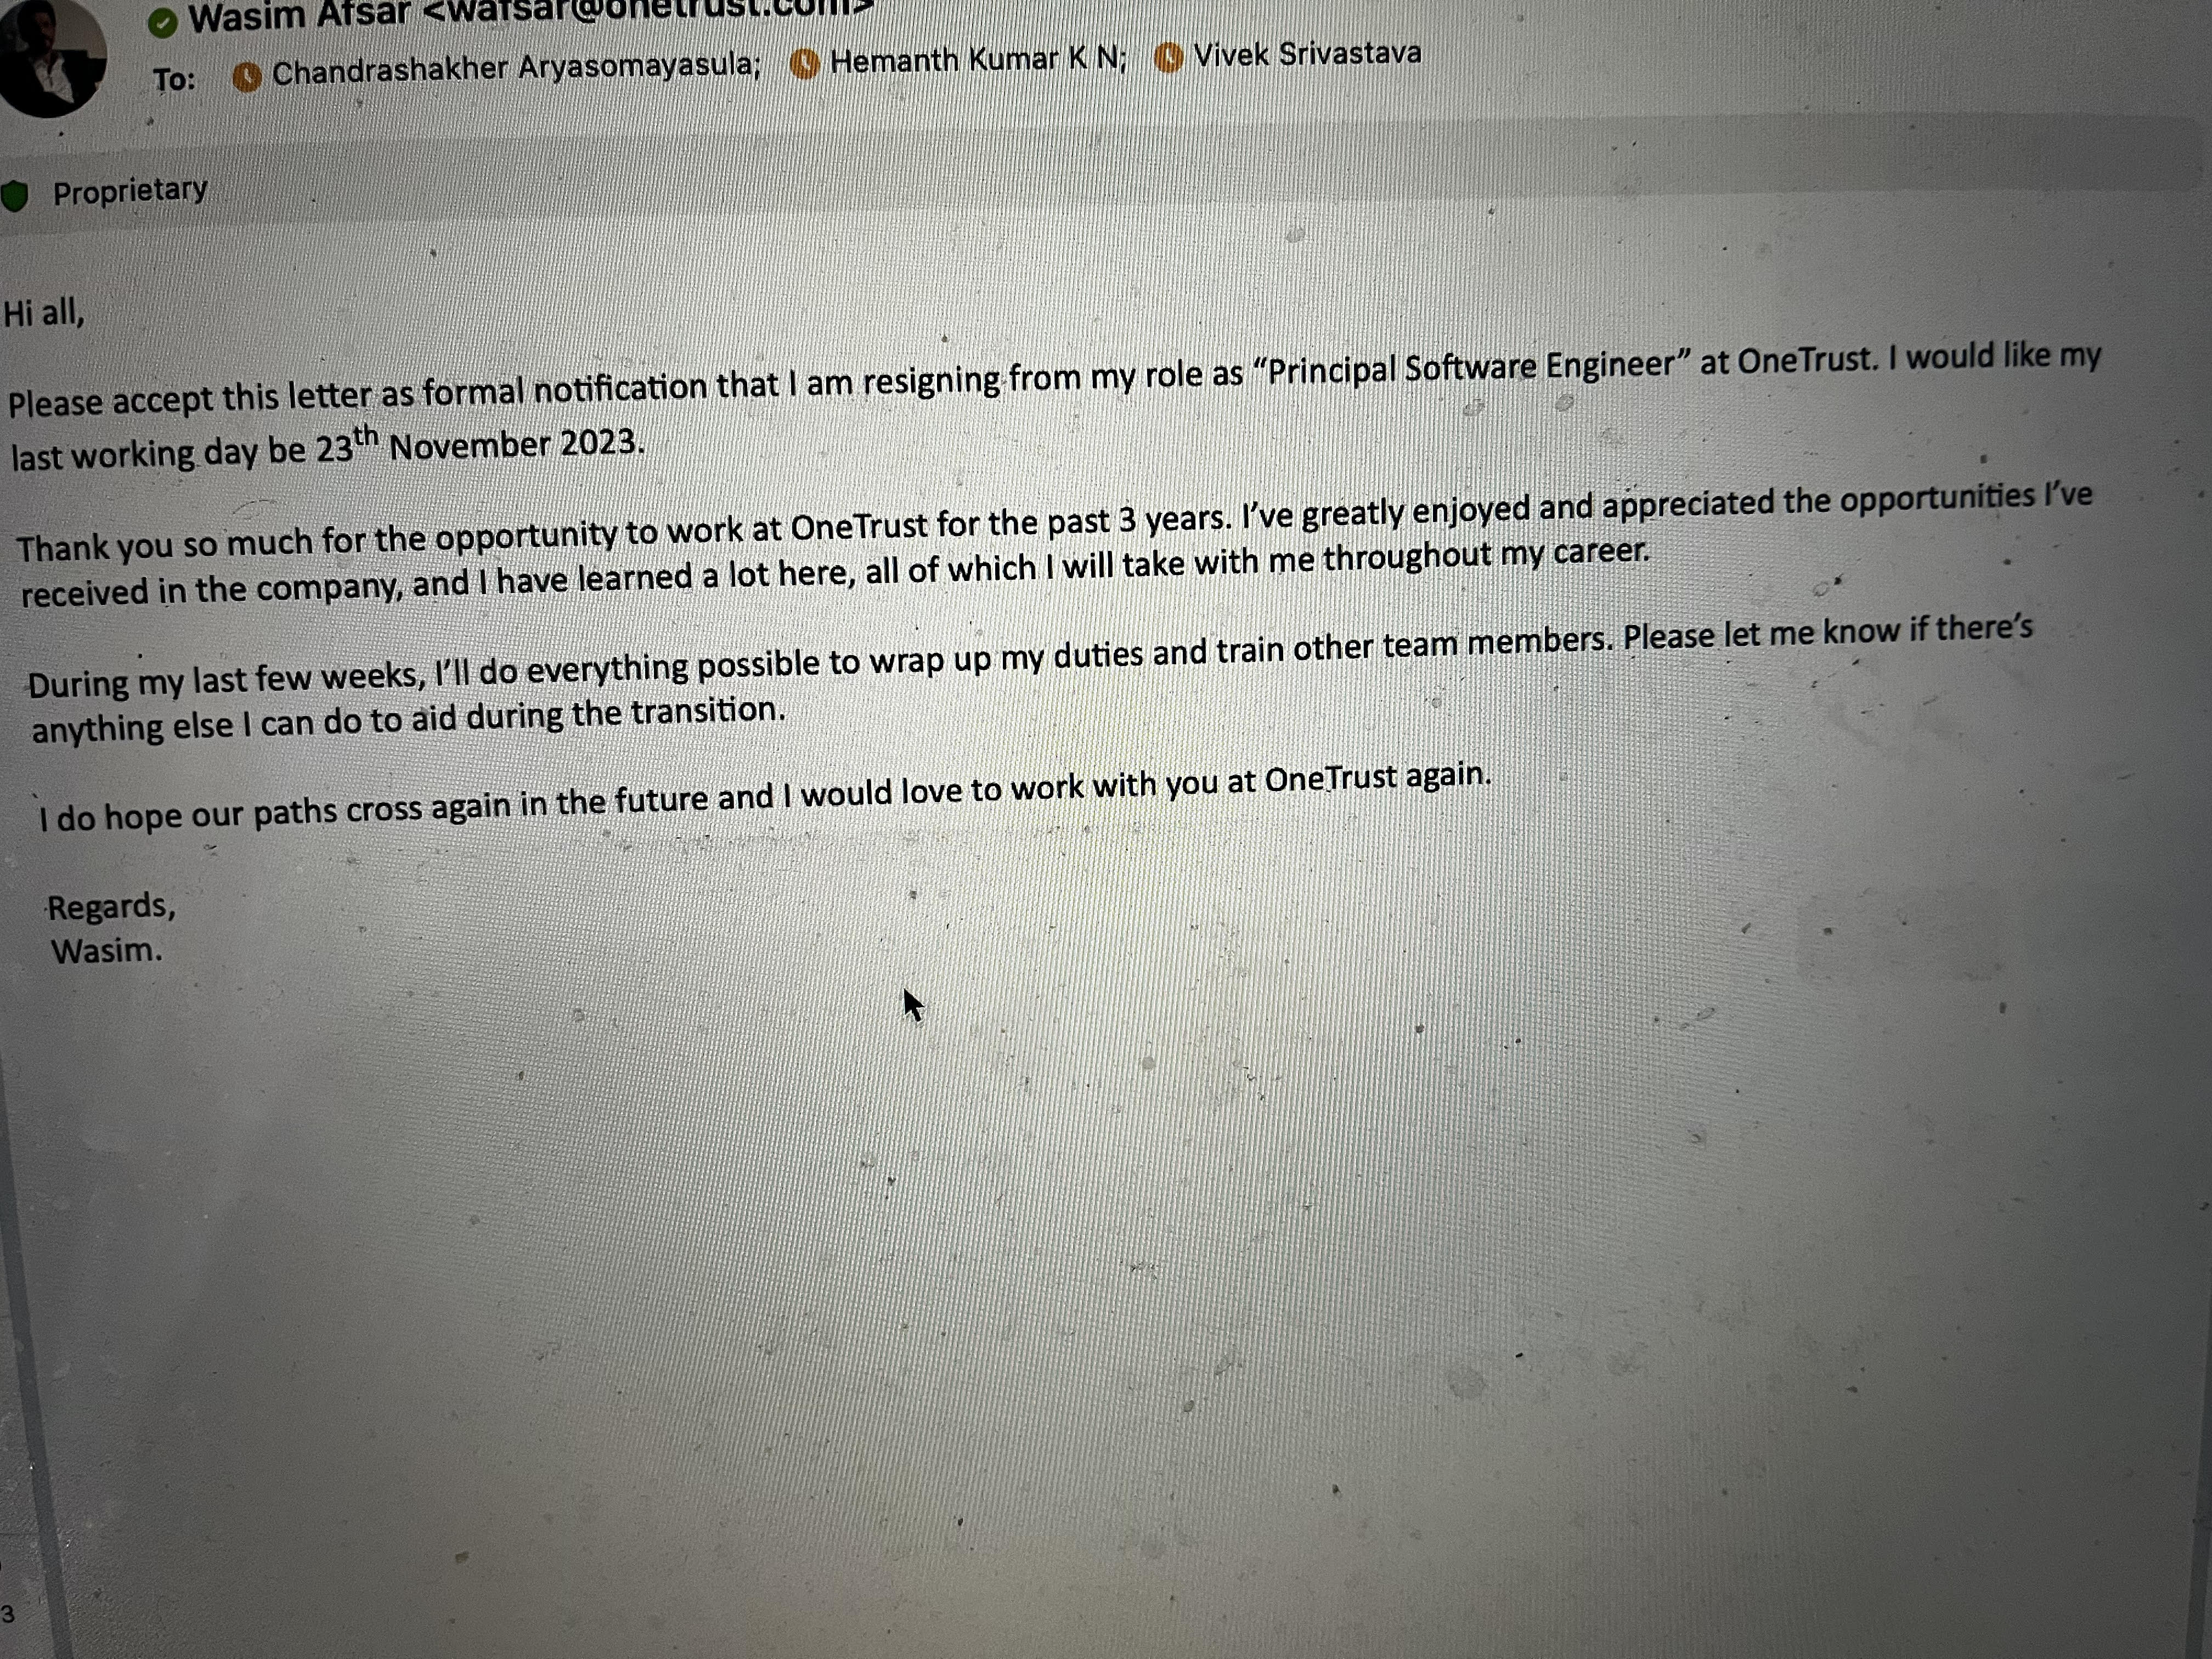 Wasim Afsar <wafsar@onetrust.com>
To: Chandrashakher Aryasomayasula; Hemanth Kumar K N; Vivek Srivastava
Proprietary
Hi all,
Please accept this letter as formal notification that I am resigning from my role as “Principal Software Engineer” at OneTrust. I would like my
last working day be 23th November 2023.
Thank you so much for the opportunity to work at OneTrust for the past 3 years. I’ve greatly enjoyed and appreciated the opportunities I’ve
received in the company, and I have learned a lot here, all of which I will take with me throughout my career.
During my last few weeks, I’ll do everything possible to wrap up my duties and train other team members. Please let me know if there’s
anything else I can do to aid during the transition.
I do hope our paths cross again in the future and I would love to work with you at OneTrust again.
Regards,
Wasim.
3